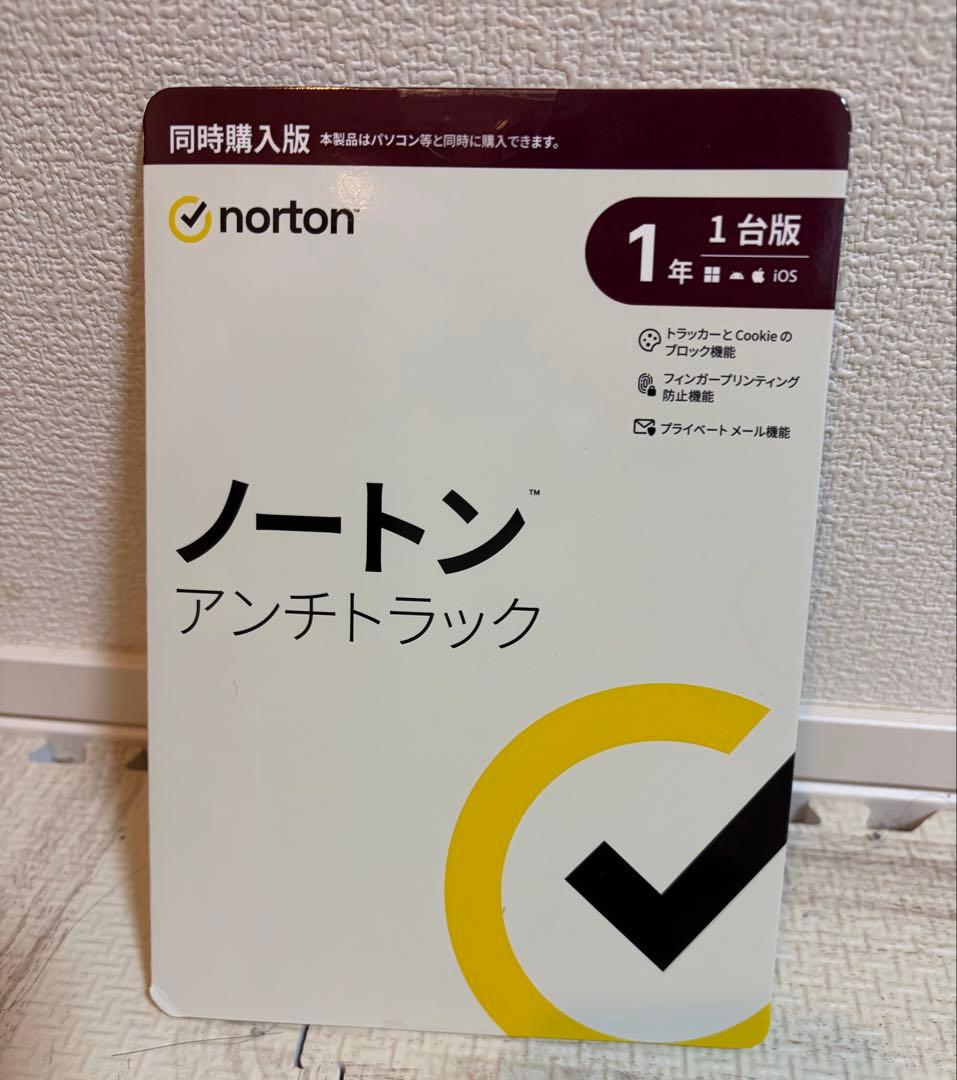 同時購入版 本製品はパソコン等と同時に購入できます。
norton™
1年
1台版
iOS
トラッカーとCookieの
ブロック機能
フィンガープリンティング
防止機能
プライベートメール機能
ノートン™
アンチトラック